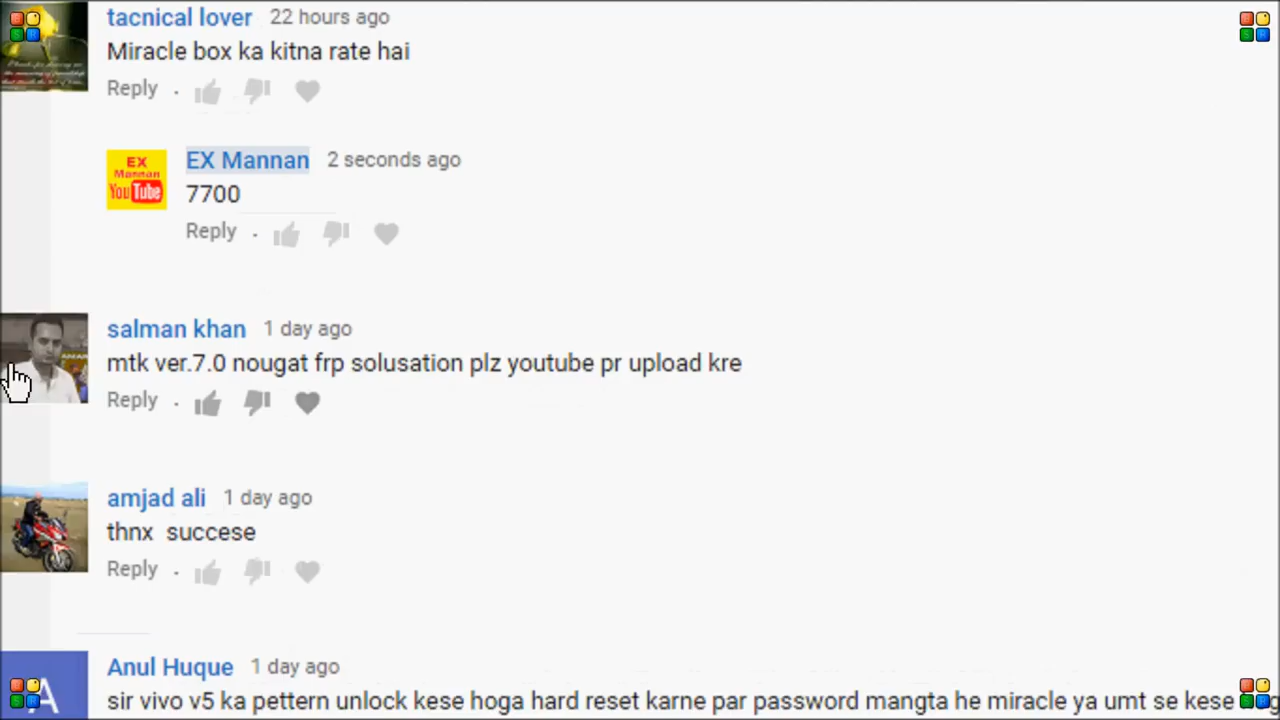 tacnical lover 22 hours ago
Miracle box ka kitna rate hai
Reply
EX Mannan 2 seconds ago
EX
Mannan
YouTube
7700
Reply
salman khan 1 day ago
mtk ver.7.0 nougat frp solusation plz youtube pr upload kre
Reply
amjad ali 1 day ago
thnx succese
Reply
Anul Huque 1 day ago
A
sir vivo v5 ka pettern unlock kese hoga hard reset karne par password mangta he miracle ya umt se kese